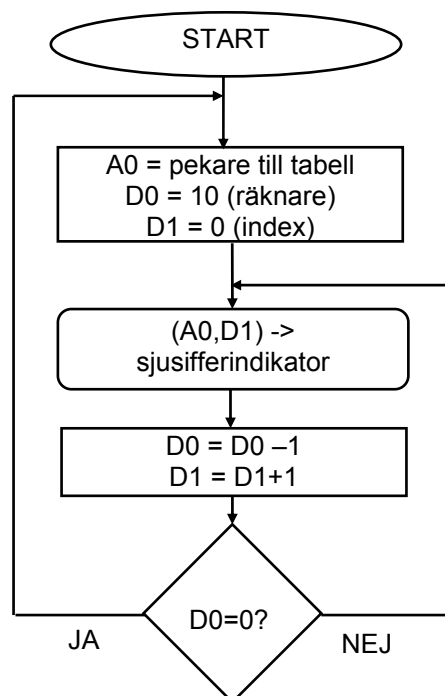 START
A0 = pekare till tabell
D0 = 10 (räknare)
D1 = 0 (index)
(A0,D1) ->
sjusifferindikator
D0 = D0 –1
D1 = D1+1
D0=0?
JA
NEJ